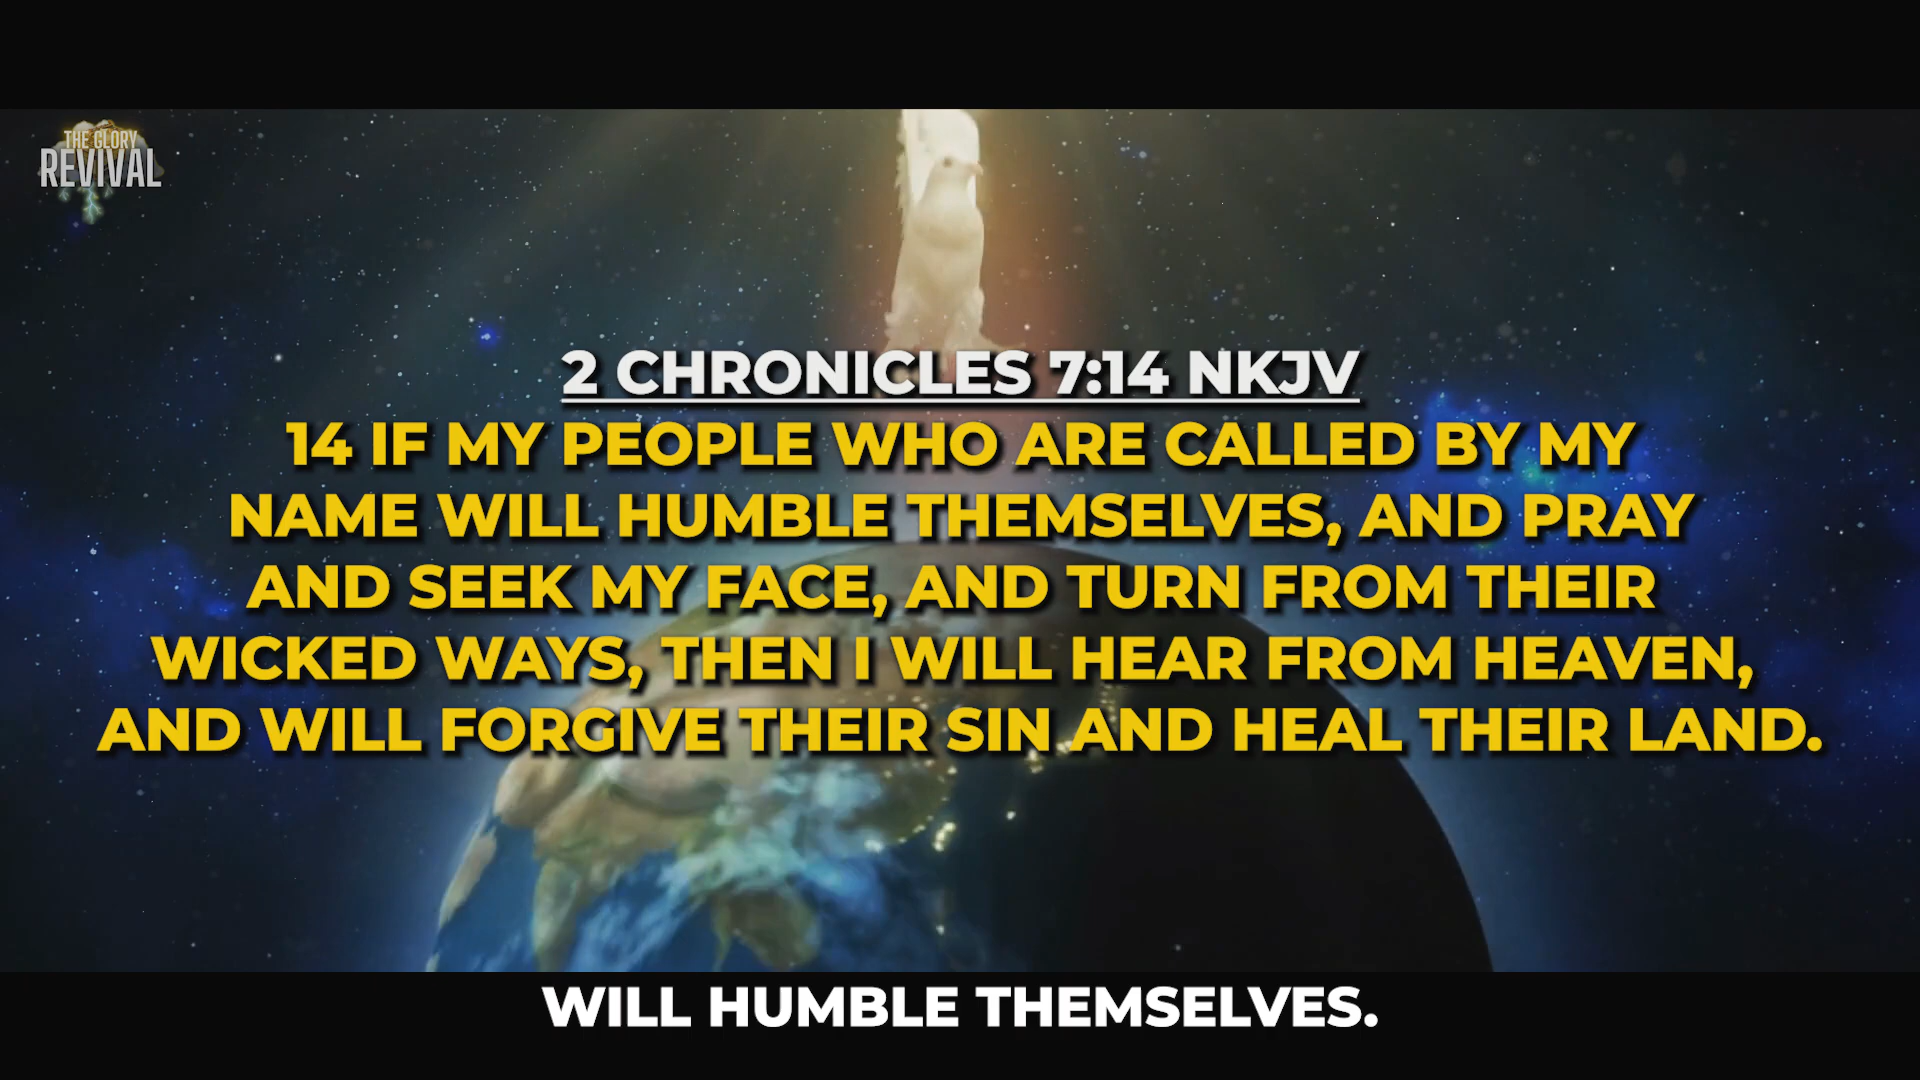 THE GLORY
REVIVAL
2 CHRONICLES 7:14 NKJV
14 IF MY PEOPLE WHO ARE CALLED BY MY
NAME WILL HUMBLE THEMSELVES, AND PRAY
AND SEEK MY FACE, AND TURN FROM THEIR
WICKED WAYS, THEN I WILL HEAR FROM HEAVEN,
AND WILL FORGIVE THEIR SIN AND HEAL THEIR LAND.
WILL HUMBLE THEMSELVES.